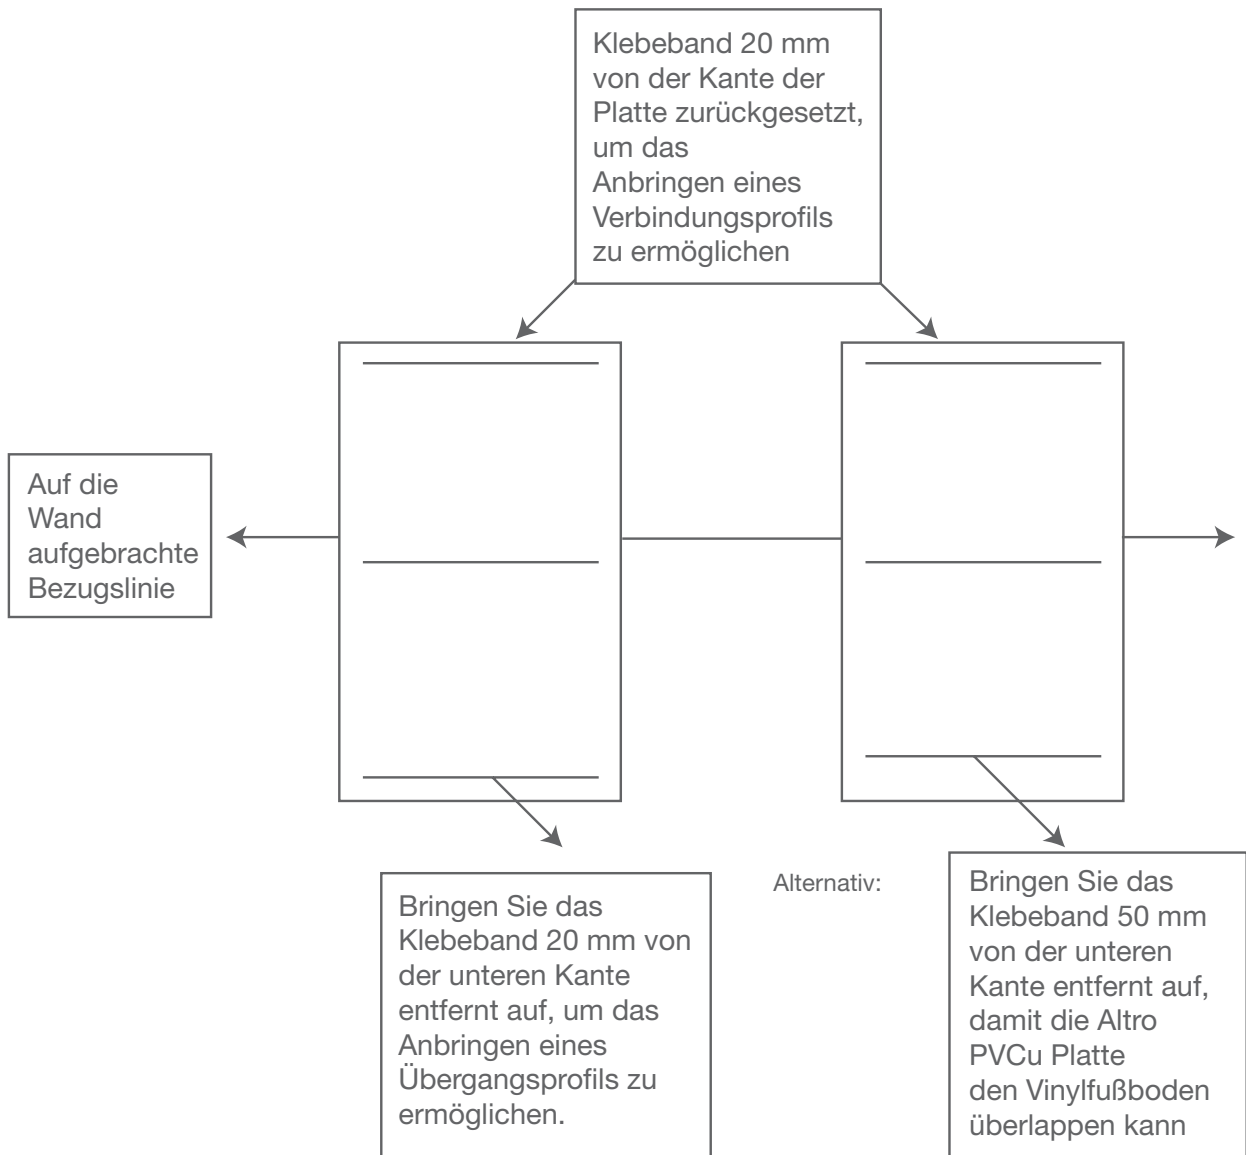 Klebeband 20 mm
von der Kante der
Platte zurückgesetzt,
um das
Anbringen eines
Verbindungsprofils
zu ermöglichen
Auf die
Wand
aufgebrachte
Bezugslinie
Bringen Sie das
Klebeband 20 mm von
der unteren Kante
entfernt auf, um das
Anbringen eines
Übergangsprofils zu
ermöglichen.
Alternativ:
Bringen Sie das
Klebeband 50 mm
von der unteren
Kante entfernt auf,
damit die Altro
PVCu Platte
den Vinylfußboden
überlappen kann